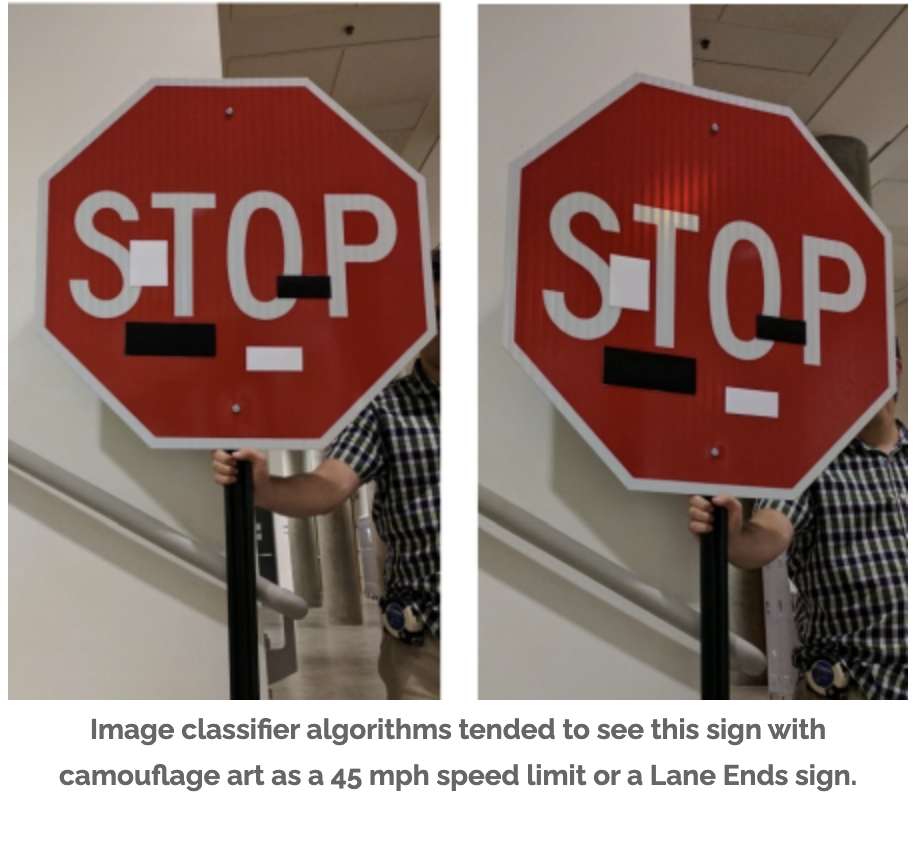 STOP
STOP
Image classifier algorithms tended to see this sign with
camouflage art as a 45 mph speed limit or a Lane Ends sign.